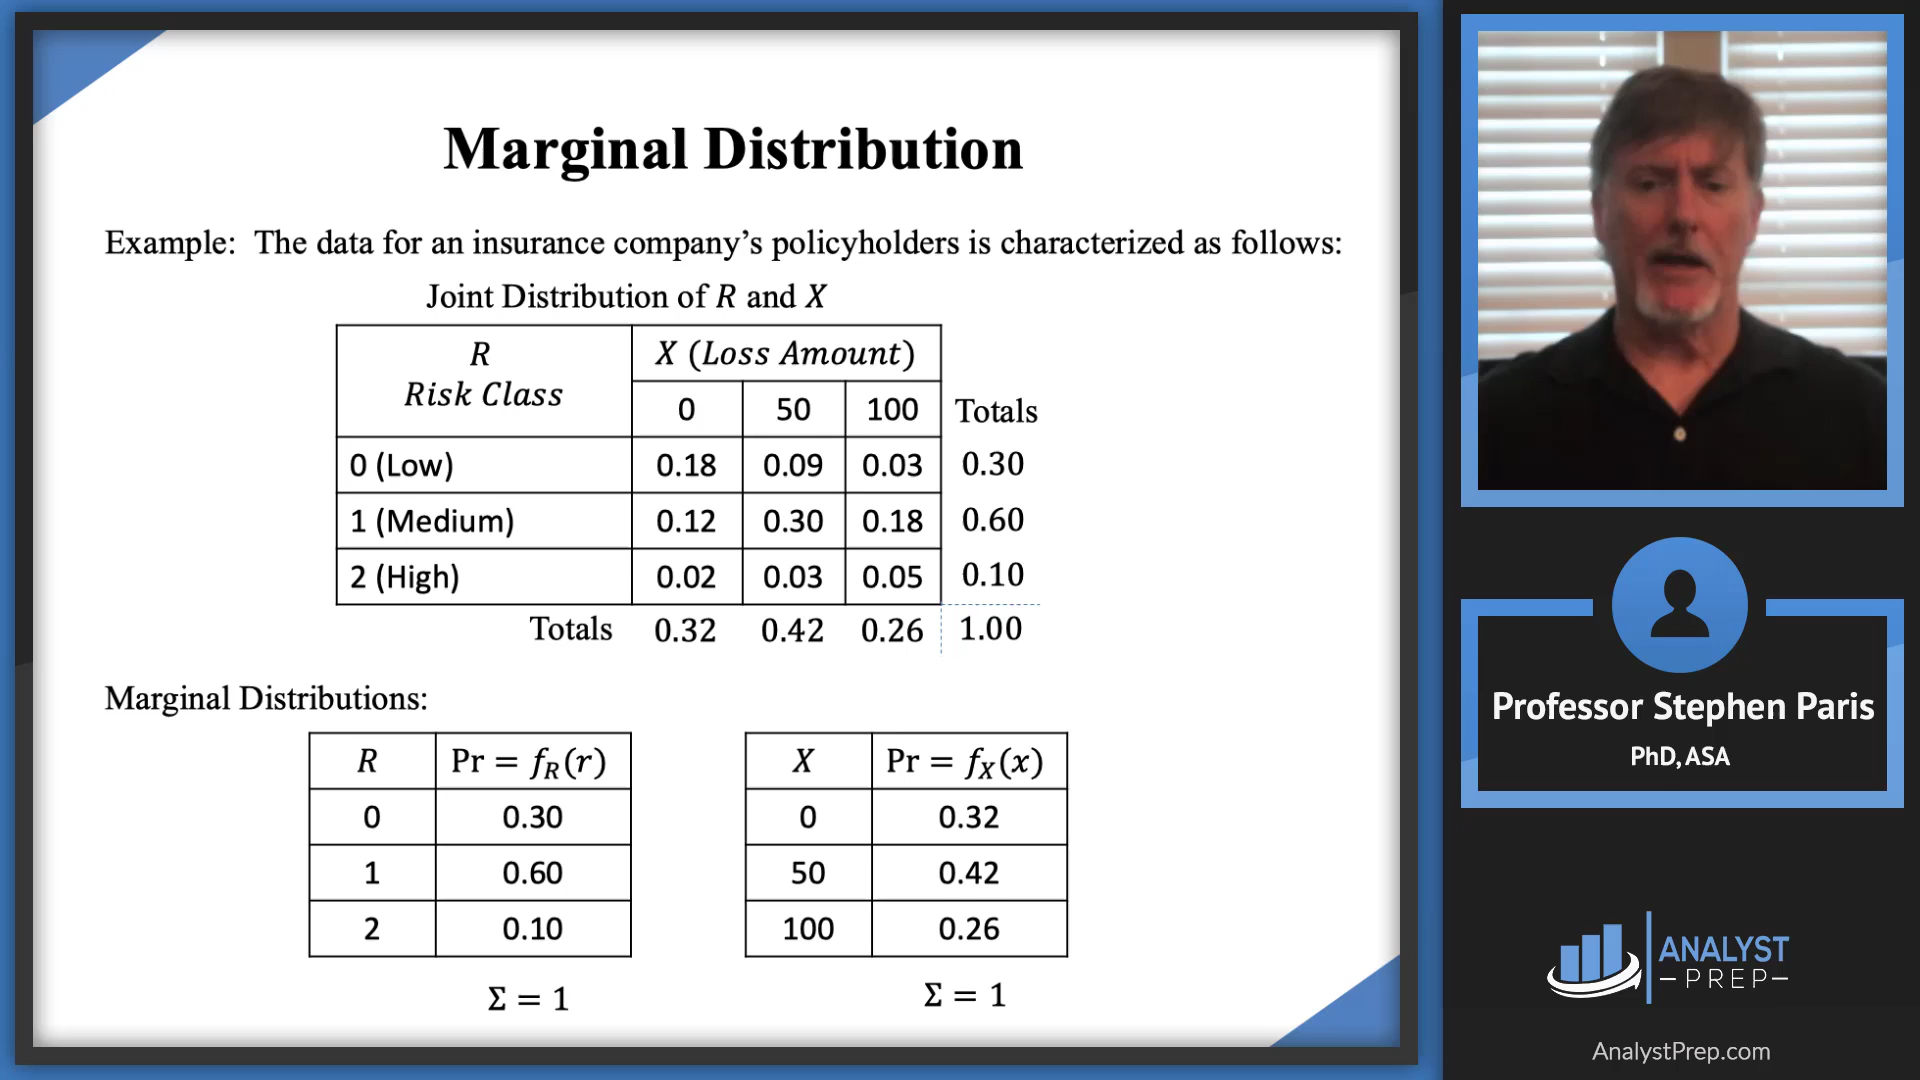 Marginal Distribution
Example: The data for an insurance company’s policyholders is characterized as follows:
Joint Distribution of R and X
R X (Loss Amount)
Risk Class
0 50 100 Totals
0 (Low) 0.18 0.09 0.03 0.30
1 (Medium) 0.12 0.30 0.18 0.60
2 (High) 0.02 0.03 0.05 0.10
Totals 0.32 0.42 0.26 1.00
Marginal Distributions:
R Pr = f_R(r)
0 0.30
1 0.60
2 0.10
Σ = 1
X Pr = f_X(x)
0 0.32
50 0.42
100 0.26
Σ = 1
Professor Stephen Paris
PhD, ASA
ANALYST
PREP
AnalystPrep.com